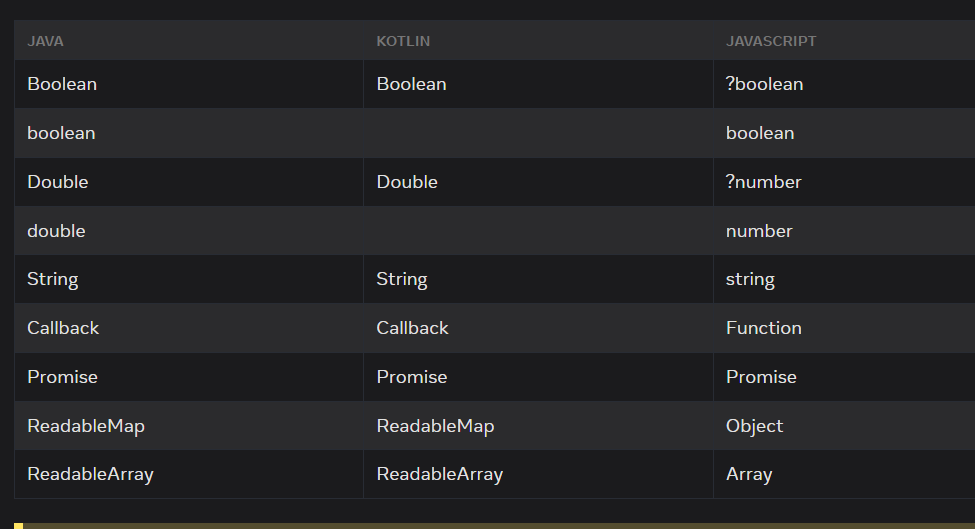 JAVA KOTLIN JAVASCRIPT
Boolean Boolean ?boolean
boolean boolean
Double Double ?number
double number
String String string
Callback Callback Function
Promise Promise Promise
ReadableMap ReadableMap Object
ReadableArray ReadableArray Array